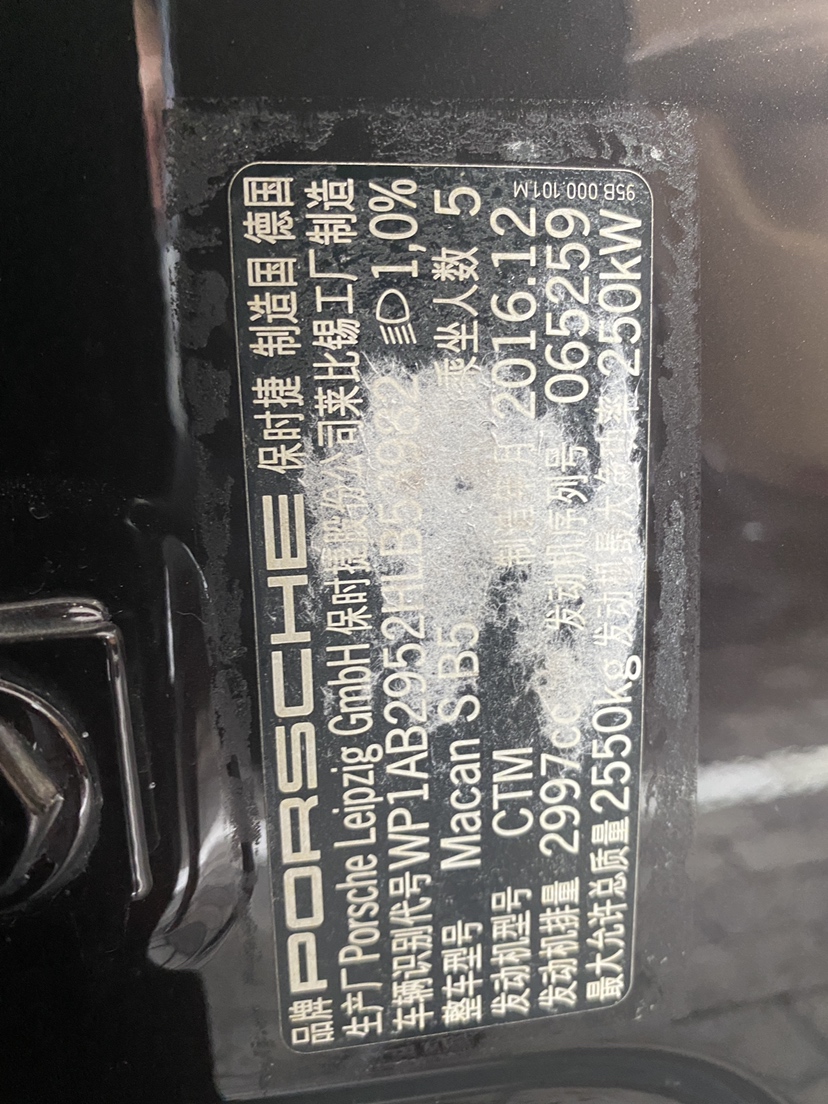 品牌 PORSCHE 保时捷 制造国 德国
生产厂 Porsche Leipzig GmbH 保时捷股份公司莱比锡工厂制造
车辆识别代号 1,0%
整车型号 Macan S B5 乘坐人数 5
发动机型号 CTM 制造年月 2016.12
发动机排量 2997cc 发动机序列号 065259
最大允许总质量 2550kg 发动机最大净功率 250kW
95B.000.101.M